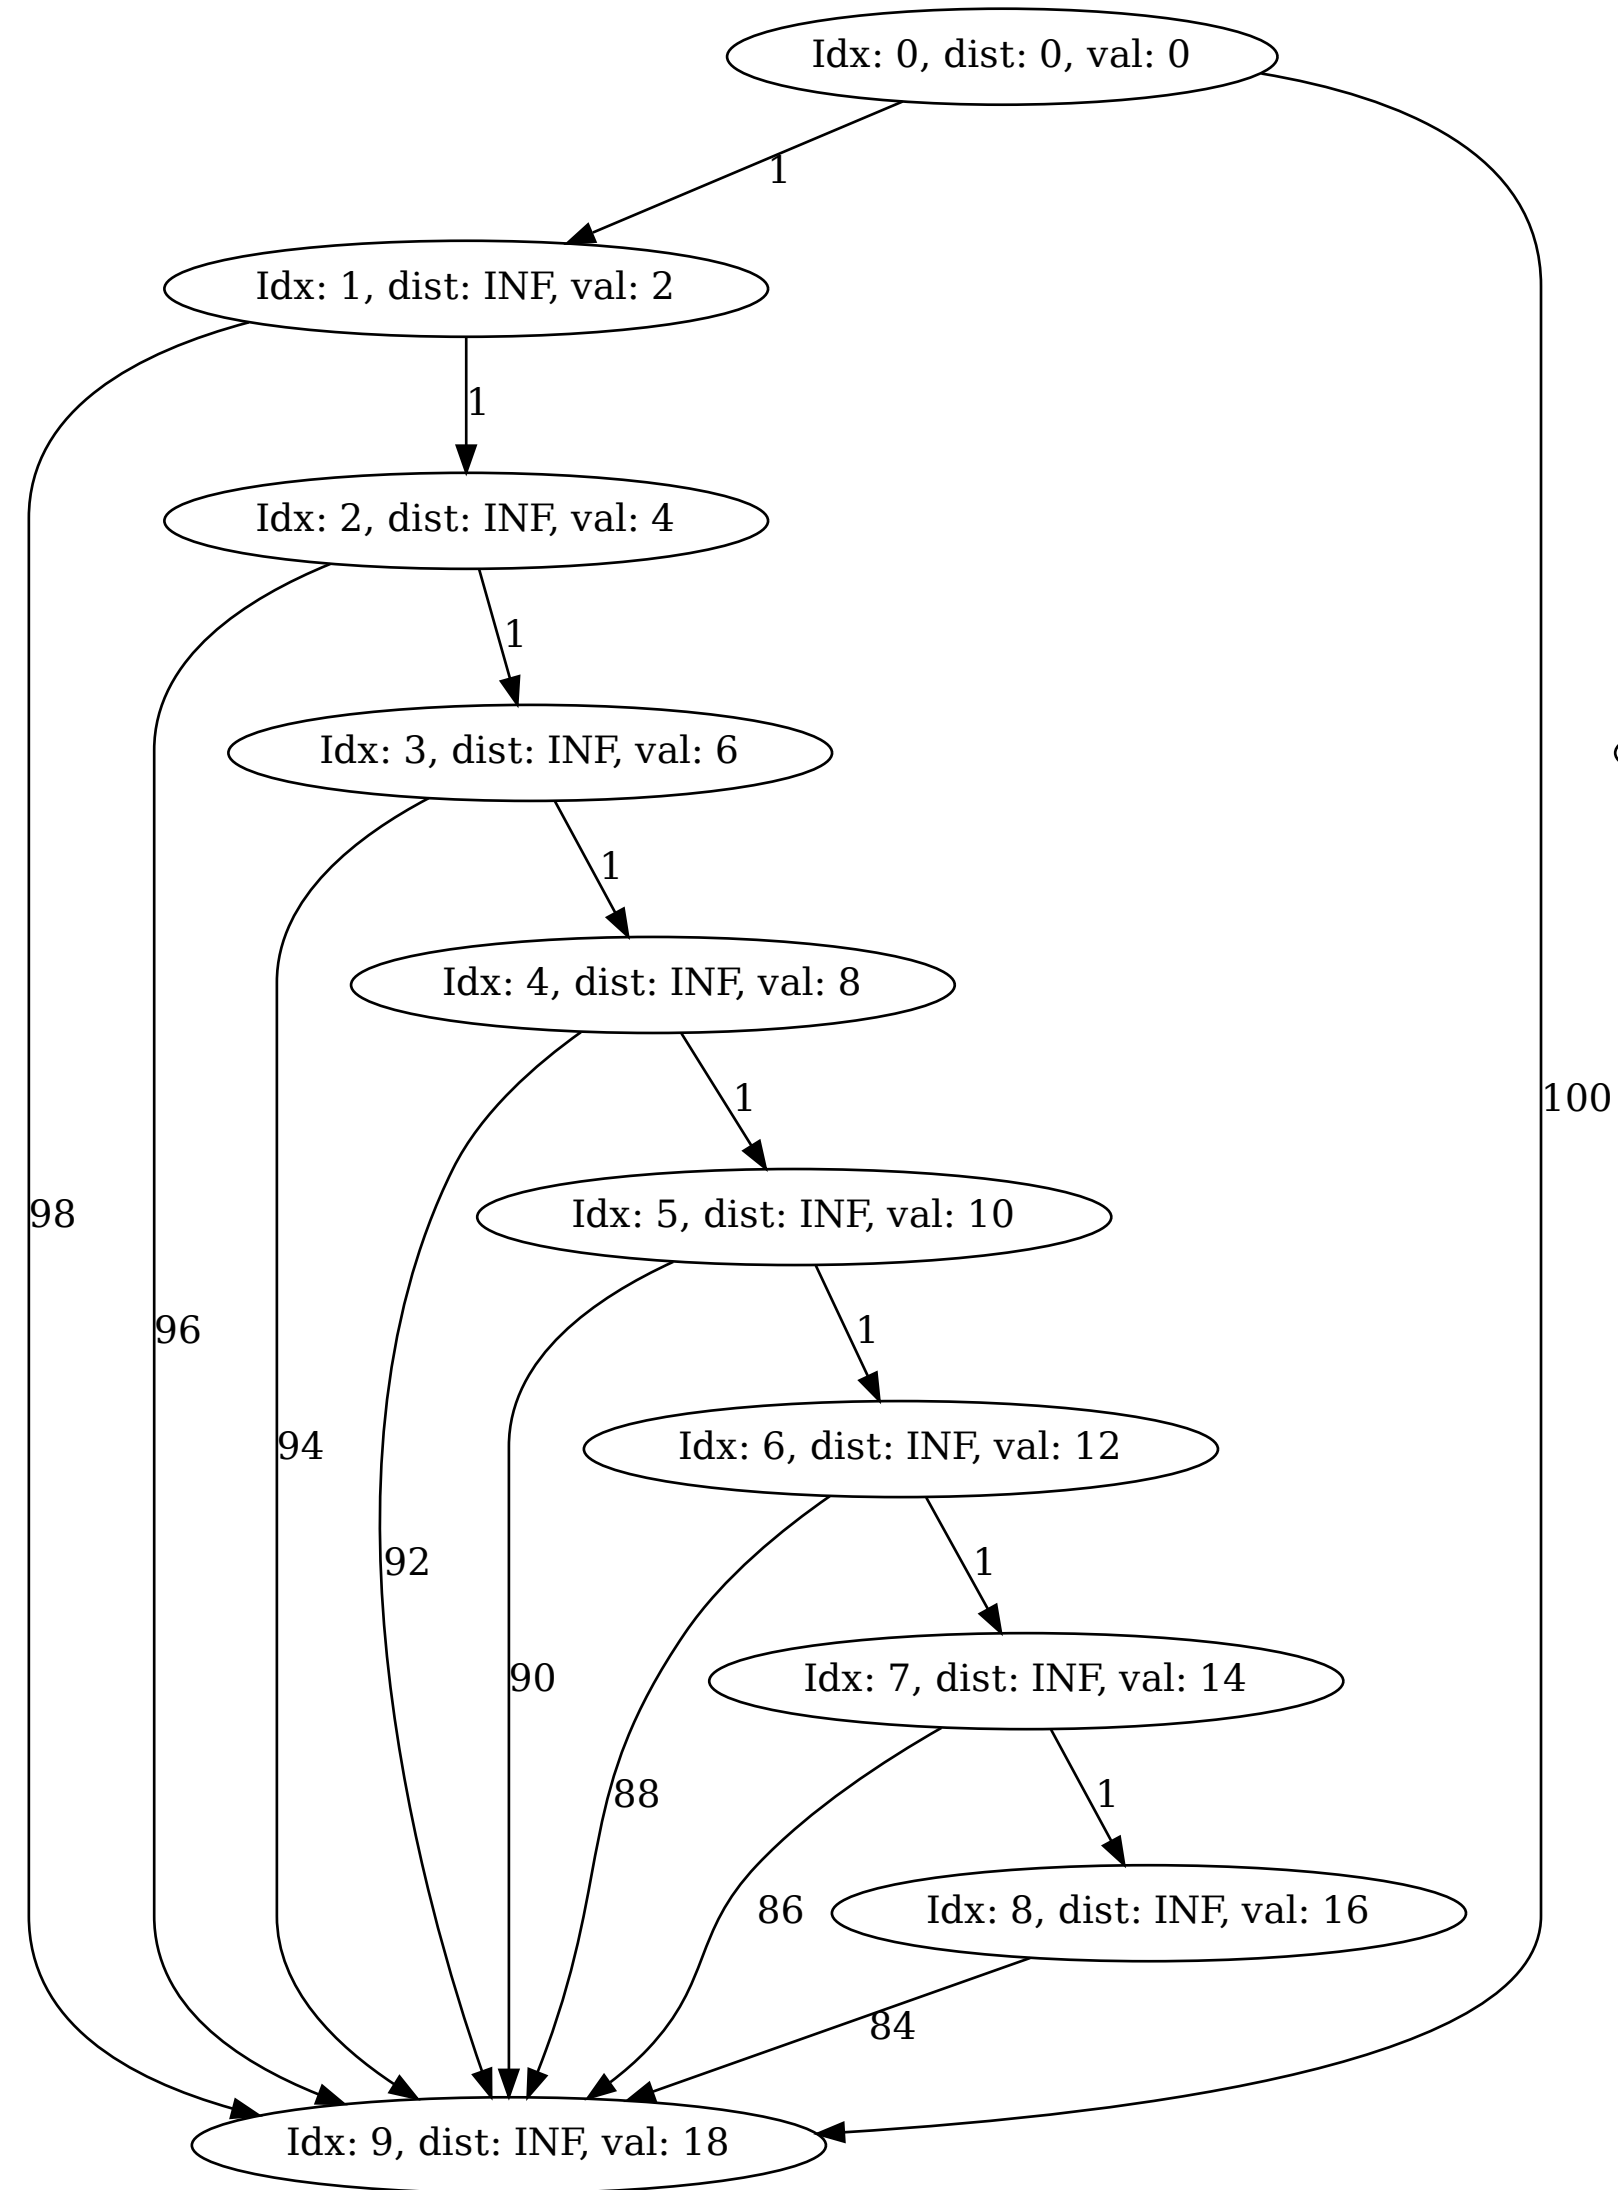 Idx: 0, dist: 0, val: 0
1
Idx: 1, dist: INF, val: 2
1
Idx: 2, dist: INF, val: 4
1
Idx: 3, dist: INF, val: 6
1
Idx: 4, dist: INF, val: 8
1
100
Idx: 5, dist: INF, val: 10
98
96
1
Idx: 6, dist: INF, val: 12
94
92
1
Idx: 7, dist: INF, val: 14
90
88
1
86
Idx: 8, dist: INF, val: 16
84
Idx: 9, dist: INF, val: 18